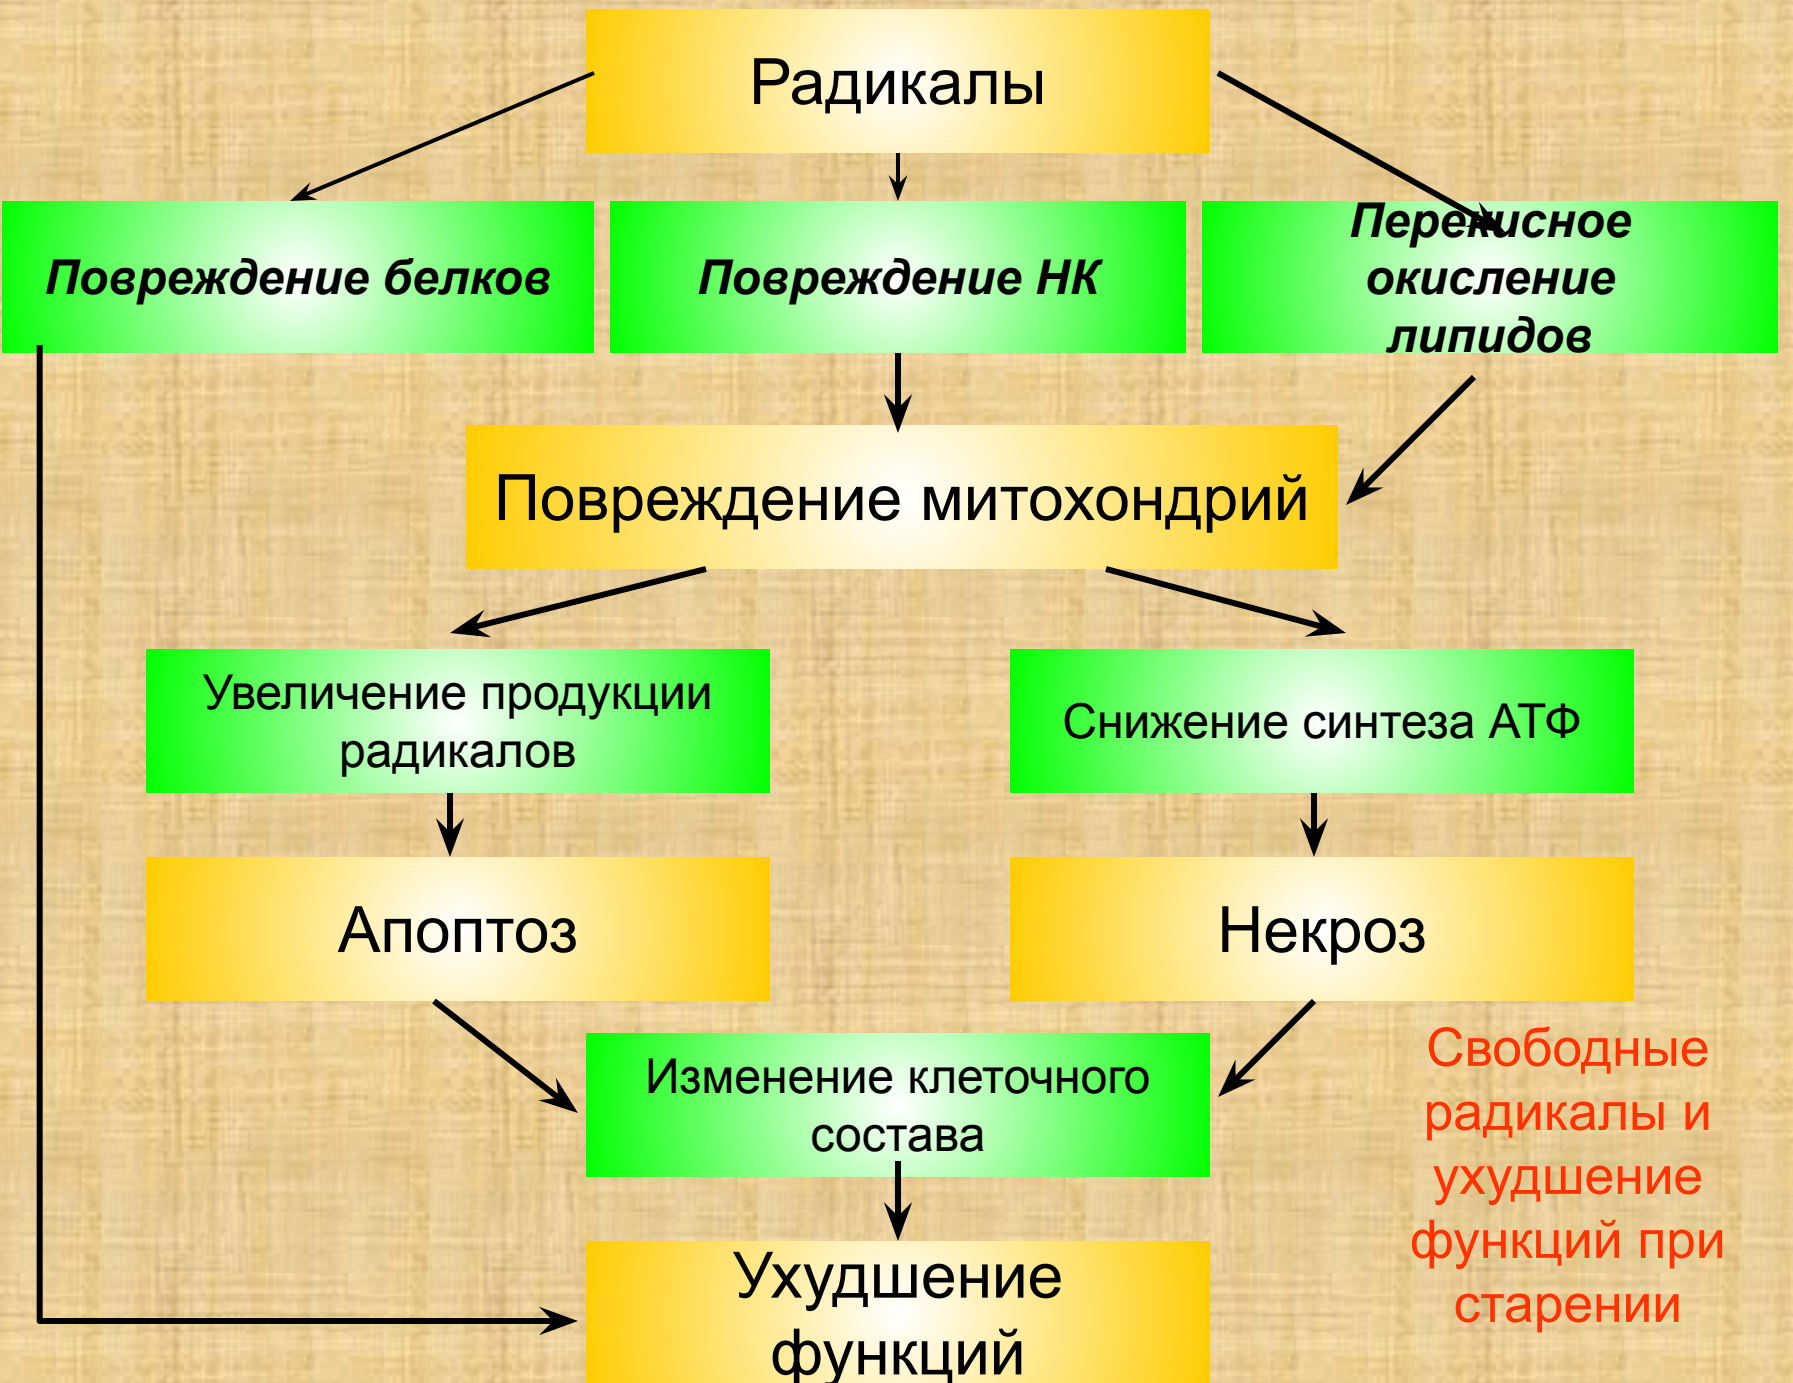 Радикалы
Повреждение белков
Повреждение НК
Перекисное
окисление
липидов
Повреждение митохондрий
Увеличение продукции
радикалов
Снижение синтеза АТФ
Апоптоз
Некроз
Изменение клеточного
состава
Ухудшение
функций
Свободные
радикалы и
ухудшение
функций при
старении